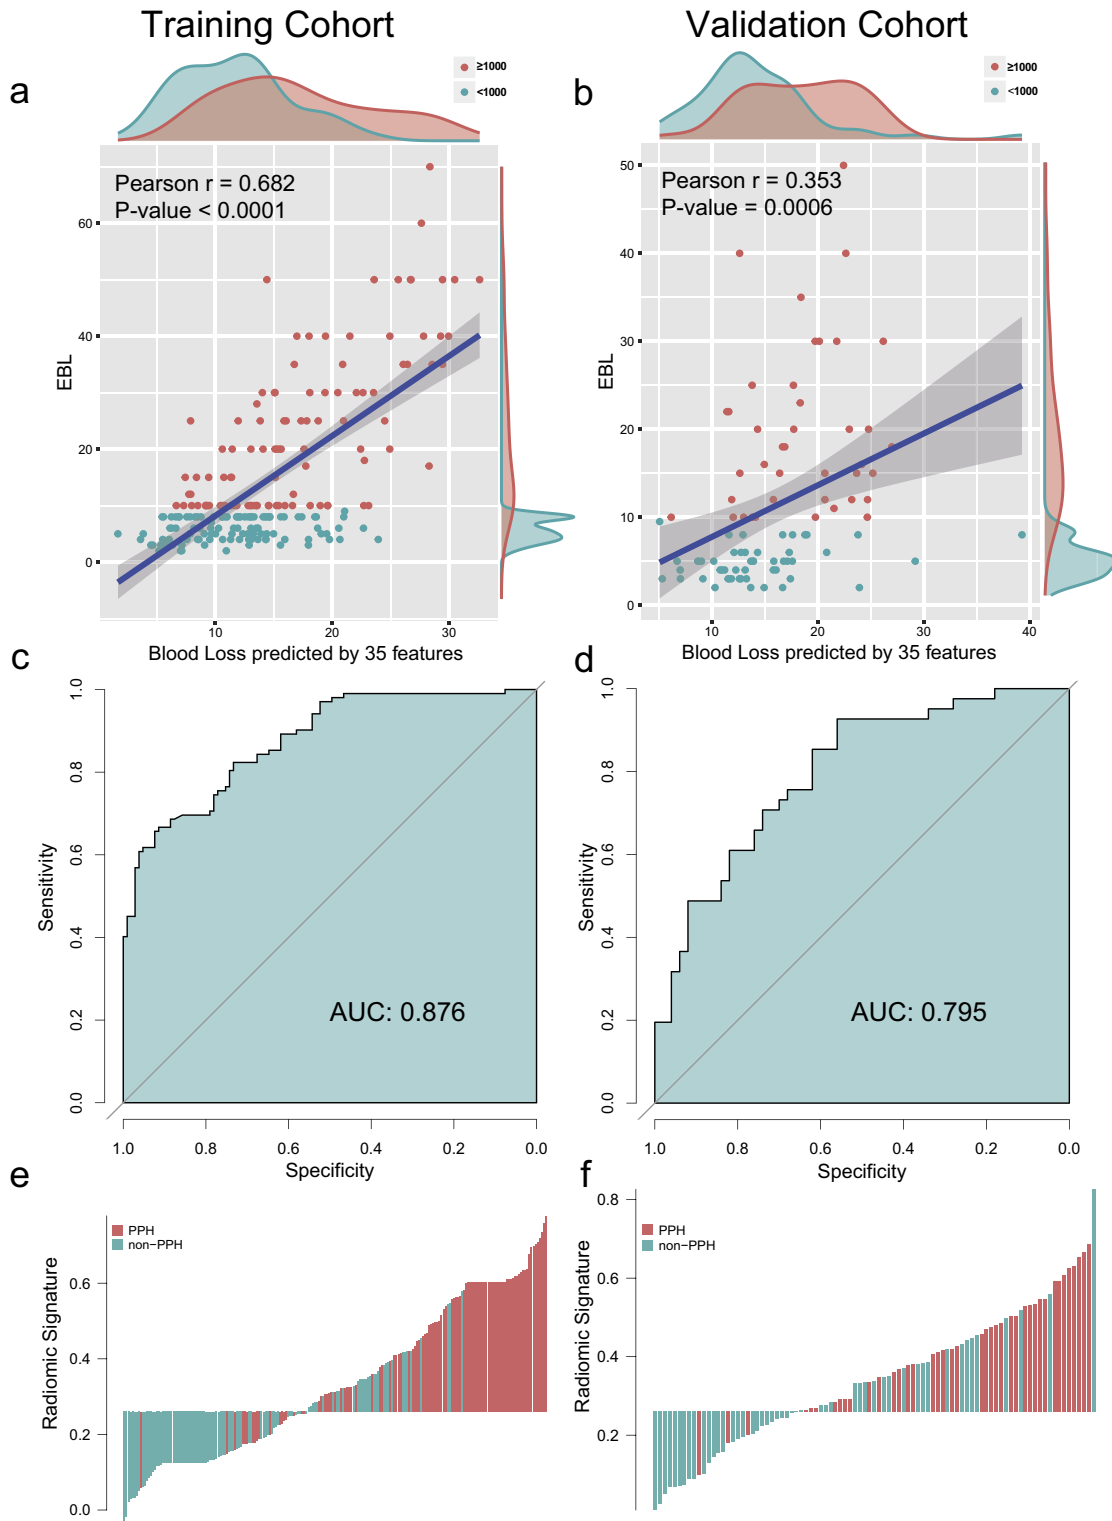 Training Cohort
Validation Cohort
a
≥1000
<1000
Pearson r = 0.682
P-value < 0.0001
60
40
20
0
EBL
10
20
30
Blood Loss predicted by 35 features
b
≥1000
<1000
Pearson r = 0.353
P-value = 0.0006
50
40
30
20
10
0
EBL
10
20
30
40
Blood Loss predicted by 35 features
c
1.0
0.8
0.6
0.4
0.2
0.0
Sensitivity
AUC: 0.876
1.0
0.8
0.6
0.4
0.2
0.0
Specificity
d
1.0
0.8
0.6
0.4
0.2
0.0
Sensitivity
AUC: 0.795
1.0
0.8
0.6
0.4
0.2
0.0
Specificity
e
PPH
non−PPH
0.6
0.4
0.2
0.0
Radiomic Signature
f
PPH
non−PPH
0.8
0.6
0.4
0.2
Radiomic Signature